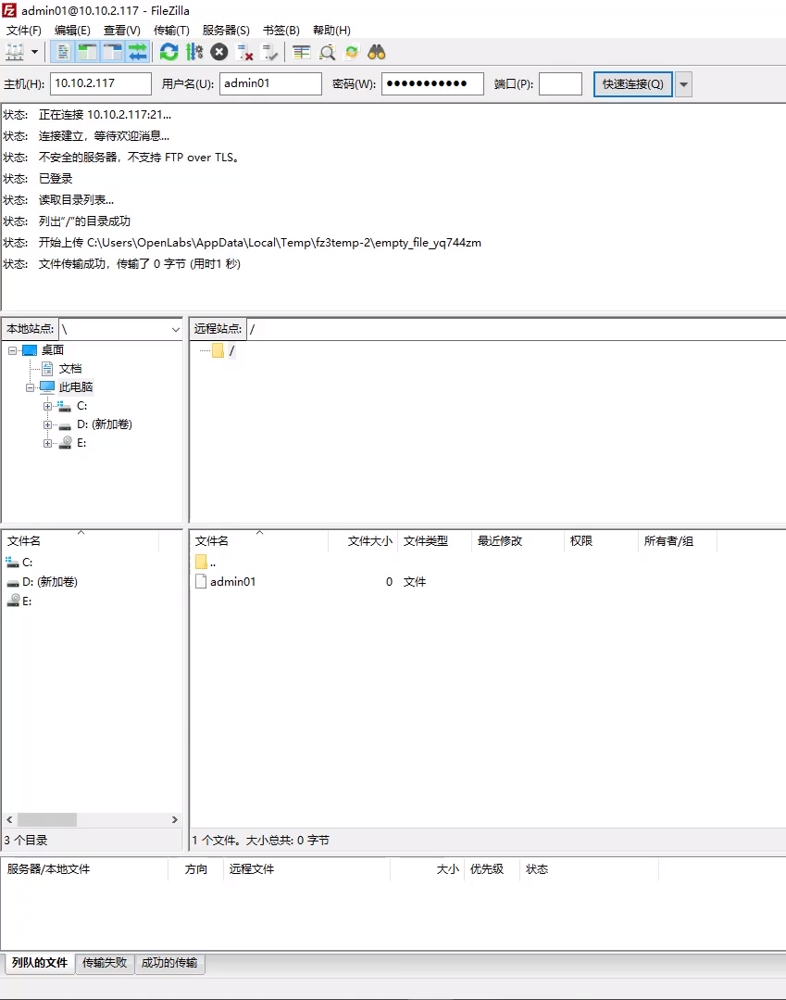 admin01@10.10.2.117 - FileZilla
文件(F) 编辑(E) 查看(V) 传输(T) 服务器(S) 书签(B) 帮助(H)
主机(H): 10.10.2.117 用户名(U): admin01 密码(W): ●●●●●●●●●●● 端口(P): 快速连接(Q)
状态: 正在连接 10.10.2.117:21...
状态: 连接建立，等待欢迎消息...
状态: 不安全的服务器，不支持 FTP over TLS。
状态: 已登录
状态: 读取目录列表...
状态: 列出“/”的目录成功
状态: 开始上传 C:\Users\OpenLabs\AppData\Local\Temp\fz3temp-2\empty_file_yq744zm
状态: 文件传输成功，传输了 0 字节 (用时1 秒)
本地站点: \
桌面
文档
此电脑
C:
D: (新加卷)
E:
远程站点: /
/
文件名
C:
D: (新加卷)
E:
3 个目录
文件名 文件大小 文件类型 最近修改 权限 所有者/组
..
admin01 0 文件
1 个文件。大小总共: 0 字节
服务器/本地文件 方向 远程文件 大小 优先级 状态
列队的文件 传输失败 成功的传输